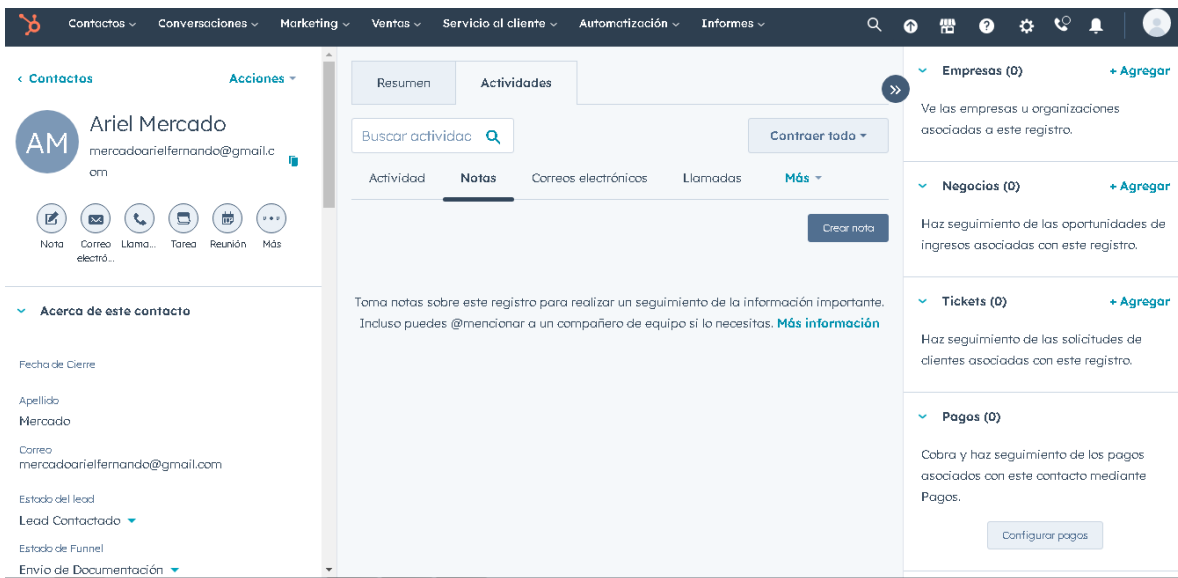 Contactos
Conversaciones
Marketing
Ventas
Servicio al cliente
Automatización
Informes
Contactos
Acciones
AM
Ariel Mercado
mercadoarielfernando@gmail.c
om
Nota
Correo
electró...
Llama...
Tarea
Reunión
Más
Acerca de este contacto
Fecha de Cierre
Apellido
Mercado
Correo
mercadoarielfernando@gmail.com
Estado del lead
Lead Contactado
Estado de Funnel
Envío de Documentación
Resumen
Actividades
Buscar actividac
Contraer todo
Actividad
Notas
Correos electrónicos
Llamadas
Más
Crear nota
Toma notas sobre este registro para realizar un seguimiento de la información importante.
Incluso puedes @mencionar a un compañero de equipo si lo necesitas. Más información
Empresas (0)
+ Agregar
Ve las empresas u organizaciones
asociadas a este registro.
Negocios (0)
+ Agregar
Haz seguimiento de las oportunidades de
ingresos asociadas con este registro.
Tickets (0)
+ Agregar
Haz seguimiento de las solicitudes de
clientes asociadas con este registro.
Pagos (0)
Cobra y haz seguimiento de los pagos
asociados con este contacto mediante
Pagos.
Configurar pagos